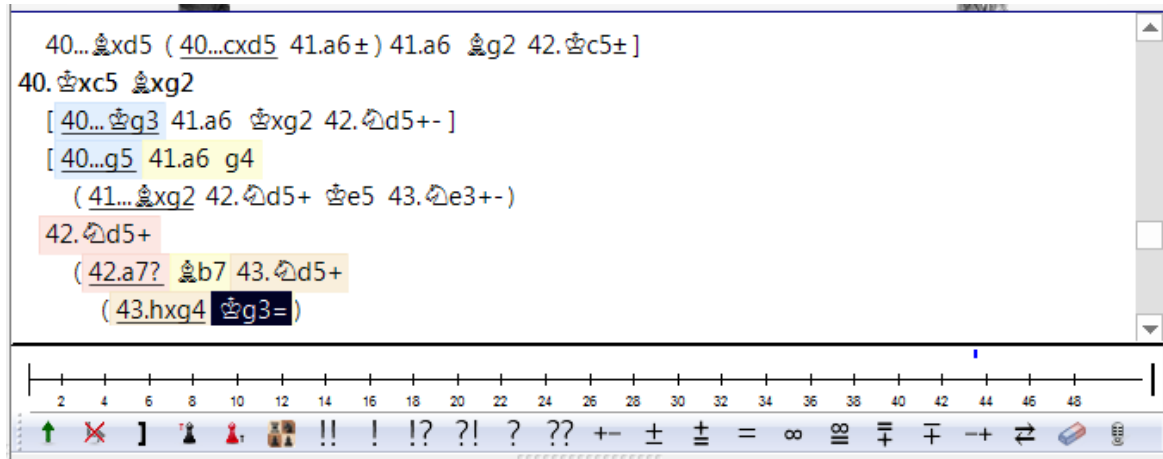 40...♗xd5 ( 40...cxd5 41.a6± ) 41.a6 ♗g2 42.♔c5± ]
40.♔xc5 ♗xg2
[ 40...♔g3 41.a6 ♔xg2 42.♘d5+- ]
[ 40...g5 41.a6 g4
( 41...♗xg2 42.♘d5+ ♔e5 43.♘e3+- )
42.♘d5+
( 42.a7? ♗b7 43.♘d5+
( 43.hxg4 ♔g3= )
2 4 6 8 10 12 14 16 18 20 22 24 26 28 30 32 34 36 38 40 42 44 46 48
] !! ! !? ?! ? ?? +- ± ⩲ = ∞ ⯹ ⩱ ∓ -+ ⇄